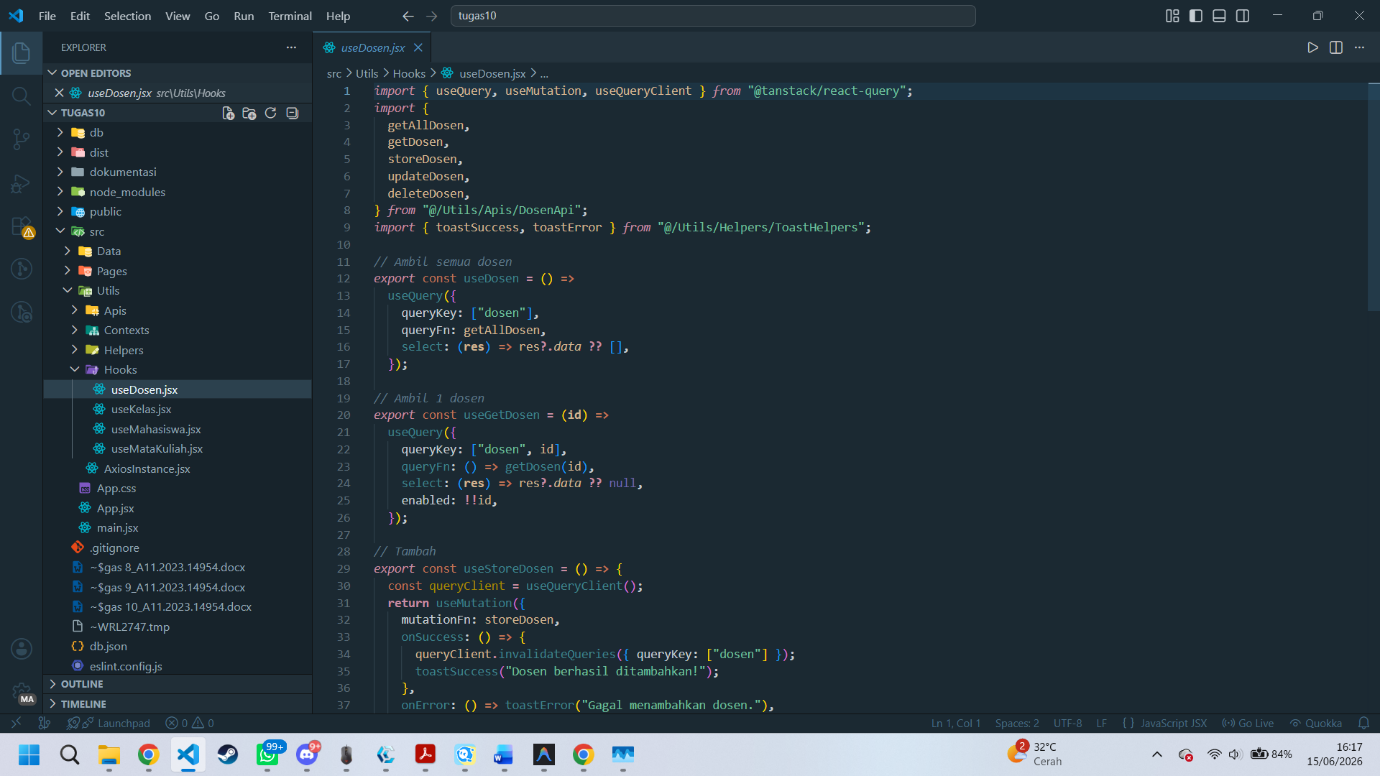 File Edit Selection View Go Run Terminal Help
tugas10
EXPLORER
OPEN EDITORS
useDosen.jsx src\Utils\Hooks
TUGAS10
db
dist
dokumentasi
node_modules
public
src
Data
Pages
Utils
Apis
Contexts
Helpers
Hooks
useDosen.jsx
useKelas.jsx
useMahasiswa.jsx
useMataKuliah.jsx
AxiosInstance.jsx
App.css
App.jsx
main.jsx
.gitignore
~$gas 8_A11.2023.14954.docx
~$gas 9_A11.2023.14954.docx
~$gas 10_A11.2023.14954.docx
~WRL2747.tmp
db.json
eslint.config.js
OUTLINE
TIMELINE
MA
useDosen.jsx
src > Utils > Hooks > useDosen.jsx > ...
1 import { useQuery, useMutation, useQueryClient } from "@tanstack/react-query";
2 import {
3   getAllDosen,
4   getDosen,
5   storeDosen,
6   updateDosen,
7   deleteDosen,
8 } from "@/Utils/Apis/DosenApi";
9 import { toastSuccess, toastError } from "@/Utils/Helpers/ToastHelpers";
10
11 // Ambil semua dosen
12 export const useDosen = () =>
13   useQuery({
14     queryKey: ["dosen"],
15     queryFn: getAllDosen,
16     select: (res) => res?.data ?? [],
17   });
18
19 // Ambil 1 dosen
20 export const useGetDosen = (id) =>
21   useQuery({
22     queryKey: ["dosen", id],
23     queryFn: () => getDosen(id),
24     select: (res) => res?.data ?? null,
25     enabled: !!id,
26   });
27
28 // Tambah
29 export const useStoreDosen = () => {
30   const queryClient = useQueryClient();
31   return useMutation({
32     mutationFn: storeDosen,
33     onSuccess: () => {
34       queryClient.invalidateQueries({ queryKey: ["dosen"] });
35       toastSuccess("Dosen berhasil ditambahkan!");
36     },
37     onError: () => toastError("Gagal menambahkan dosen."),
Launchpad 0 0 Ln 1, Col 1 Spaces: 2 UTF-8 LF { } JavaScript JSX Go Live Quokka
99+
9+
2
32°C
Cerah
84%
16:17
15/06/2026